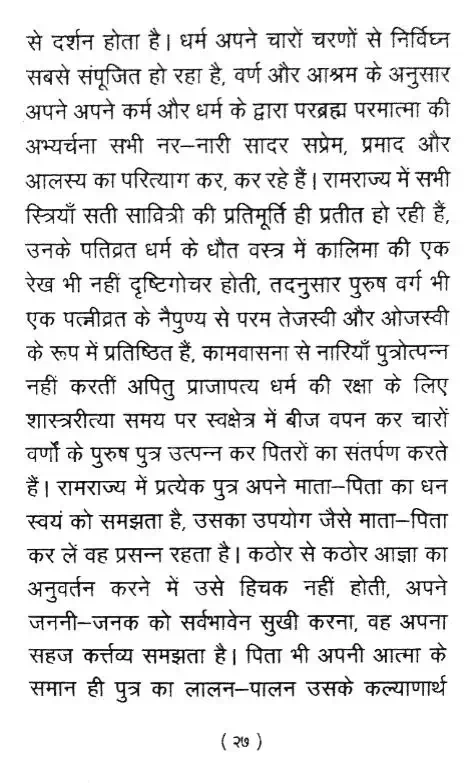 से दर्शन होता है। धर्म अपने चारों चरणों से निर्विघ्न
सबसे संपूजित हो रहा है, वर्ण और आश्रम के अनुसार
अपने अपने कर्म और धर्म के द्वारा परब्रह्म परमात्मा की
अभ्यर्चना सभी नर–नारी सादर सप्रेम, प्रमाद और
आलस्य का परित्याग कर, कर रहे हैं। रामराज्य में सभी
स्त्रियाँ सती सावित्री की प्रतिमूर्ति ही प्रतीत हो रही हैं,
उनके पतिव्रत धर्म के धौत वस्त्र में कालिमा की एक
रेख भी नहीं दृष्टिगोचर होती, तदनुसार पुरुष वर्ग भी
एक पत्नीव्रत के नैपुण्य से परम तेजस्वी और ओजस्वी
के रूप में प्रतिष्ठित हैं, कामवासना से नारियाँ पुत्रोत्पन्न
नहीं करतीं अपितु प्राजापत्य धर्म की रक्षा के लिए
शास्त्ररीत्या समय पर स्वक्षेत्र में बीज वपन कर चारों
वर्णों के पुरुष पुत्र उत्पन्न कर पितरों का संतर्पण करते
हैं। रामराज्य में प्रत्येक पुत्र अपने माता–पिता का धन
स्वयं को समझता है, उसका उपयोग जैसे माता–पिता
कर लें वह प्रसन्न रहता है। कठोर से कठोर आज्ञा का
अनुवर्तन करने में उसे हिचक नहीं होती, अपने
जननी–जनक को सर्वभावेन सुखी करना, वह अपना
सहज कर्त्तव्य समझता है। पिता भी अपनी आत्मा के
समान ही पुत्र का लालन–पालन उसके कल्याणार्थ
( २७ )